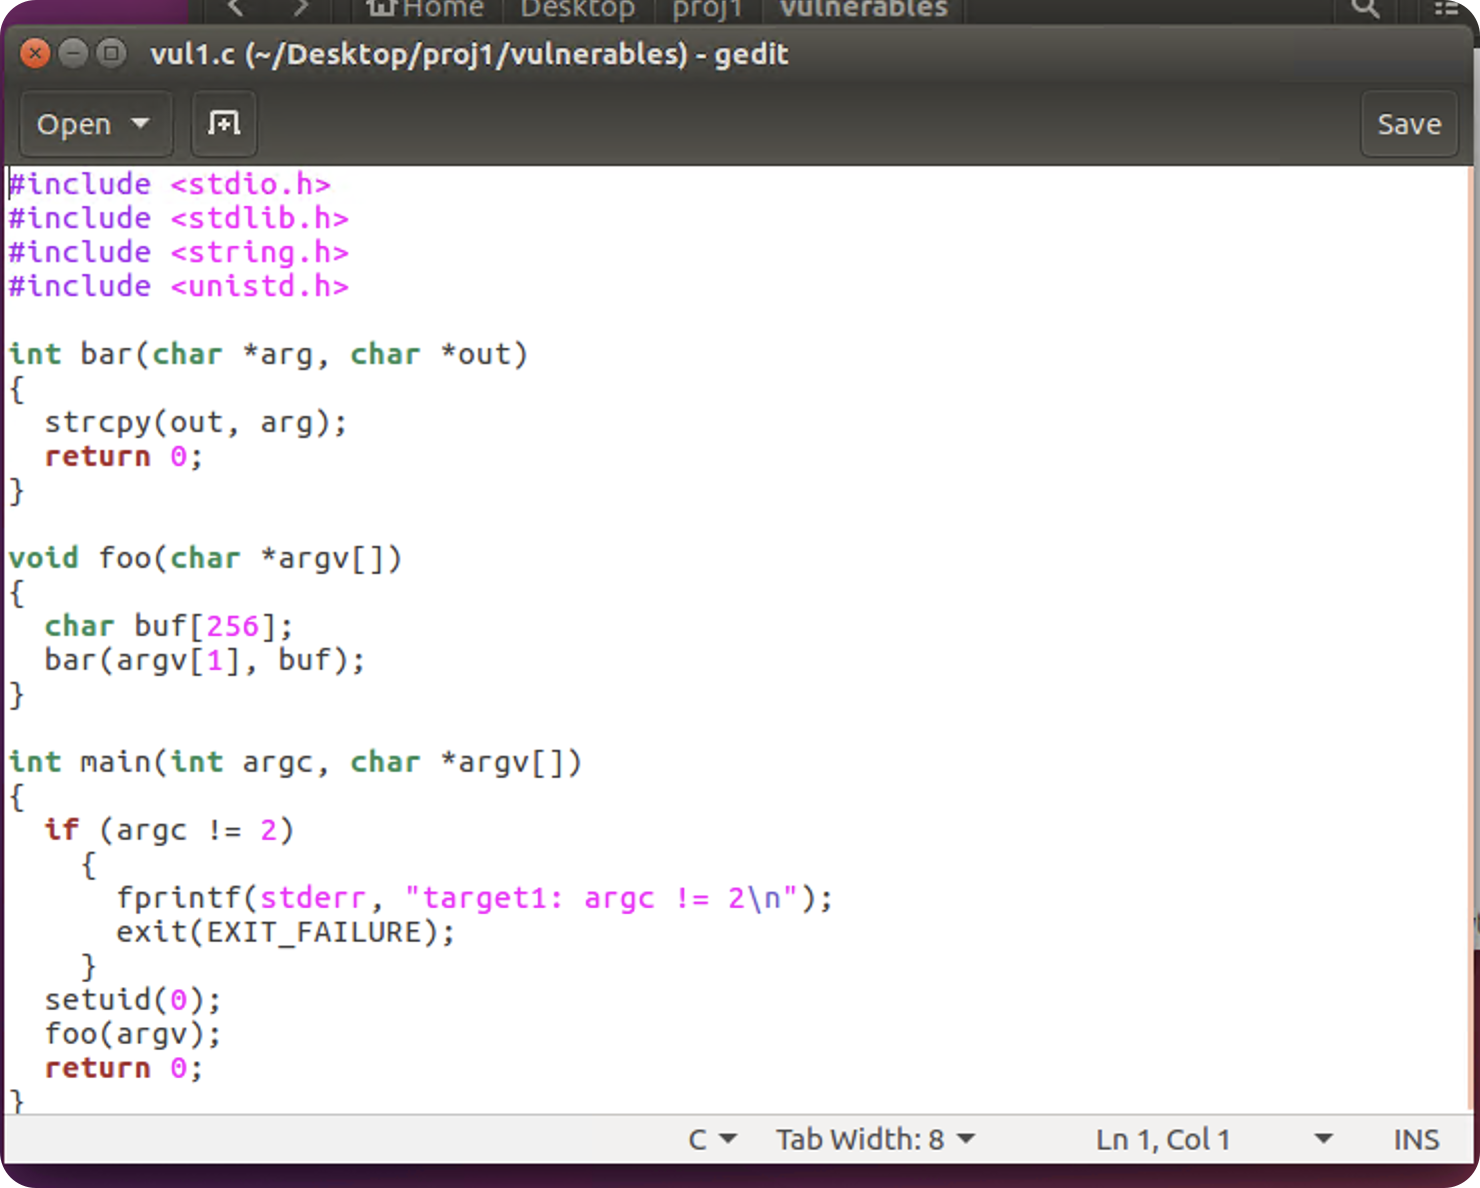 Home Desktop proj1 vulnerables
vul1.c (~/Desktop/proj1/vulnerables) - gedit
Open Save
#include <stdio.h>
#include <stdlib.h>
#include <string.h>
#include <unistd.h>
int bar(char *arg, char *out)
{
  strcpy(out, arg);
  return 0;
}
void foo(char *argv[])
{
  char buf[256];
  bar(argv[1], buf);
}
int main(int argc, char *argv[])
{
  if (argc != 2)
    {
      fprintf(stderr, "target1: argc != 2\n");
      exit(EXIT_FAILURE);
    }
  setuid(0);
  foo(argv);
  return 0;
}
C Tab Width: 8 Ln 1, Col 1 INS